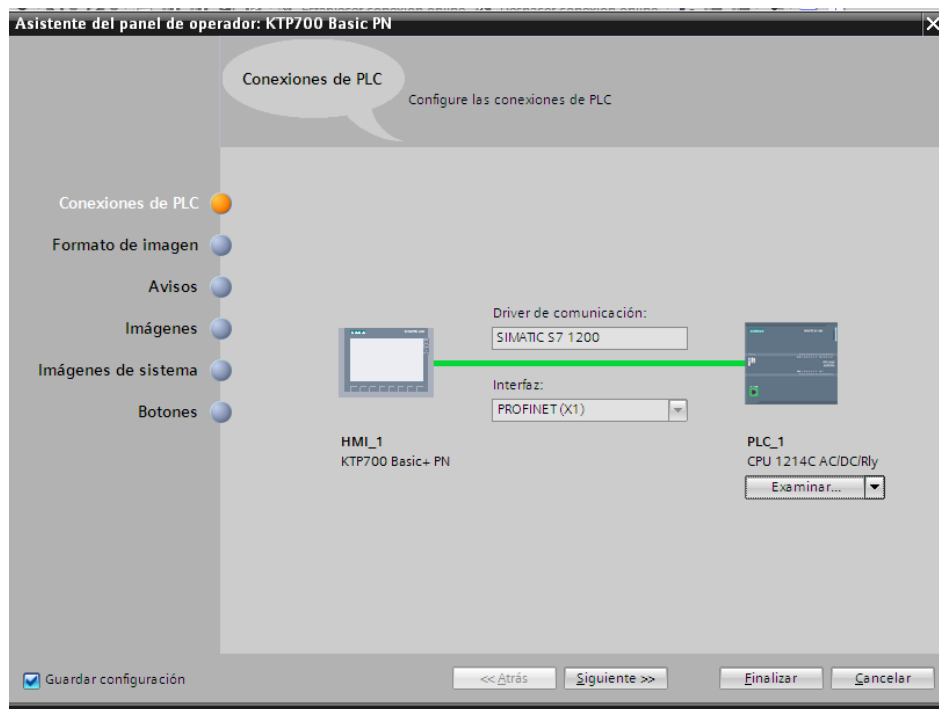 Asistente del panel de operador: KTP700 Basic PN
Conexiones de PLC
Configure las conexiones de PLC
Conexiones de PLC
Formato de imagen
Avisos
Imágenes
Imágenes de sistema
Botones
Driver de comunicación:
SIMATIC S7 1200
Interfaz:
PROFINET (X1)
HMI_1
KTP700 Basic+ PN
PLC_1
CPU 1214C AC/DC/Rly
Examinar...
Guardar configuración
<< Atrás
Siguiente >>
Finalizar
Cancelar